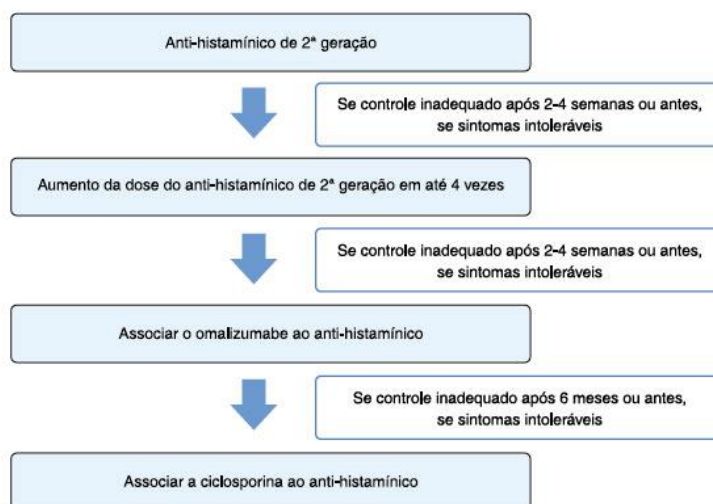 Anti-histamínico de 2ª geração
Se controle inadequado após 2-4 semanas ou antes,
se sintomas intoleráveis
Aumento da dose do anti-histamínico de 2ª geração em até 4 vezes
Se controle inadequado após 2-4 semanas ou antes,
se sintomas intoleráveis
Associar o omalizumabe ao anti-histamínico
Se controle inadequado após 6 meses ou antes,
se sintomas intoleráveis
Associar a ciclosporina ao anti-histamínico